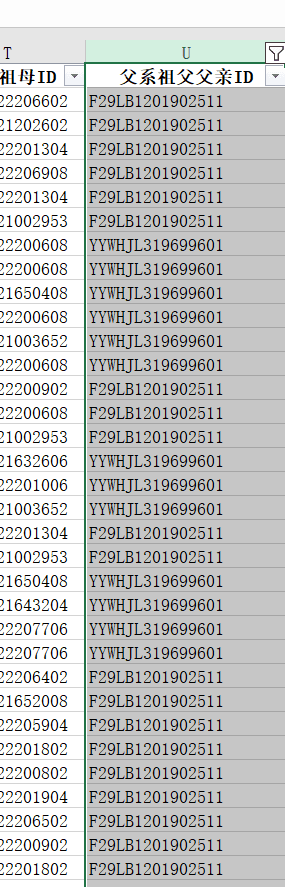 T U
祖母ID 父系祖父父亲ID
22206602 F29LB1201902511
21202602 F29LB1201902511
22201304 F29LB1201902511
22206908 F29LB1201902511
22201304 F29LB1201902511
21002953 F29LB1201902511
22200608 YYWHJL319699601
22200608 YYWHJL319699601
21650408 YYWHJL319699601
22200608 YYWHJL319699601
21003652 YYWHJL319699601
22200608 YYWHJL319699601
22200902 F29LB1201902511
22200608 F29LB1201902511
21002953 F29LB1201902511
21632606 YYWHJL319699601
22201006 YYWHJL319699601
21003652 YYWHJL319699601
22201304 F29LB1201902511
21002953 F29LB1201902511
21650408 YYWHJL319699601
21643204 YYWHJL319699601
22207706 YYWHJL319699601
22207706 YYWHJL319699601
22206402 F29LB1201902511
21652008 F29LB1201902511
22205904 F29LB1201902511
22201802 F29LB1201902511
22200802 F29LB1201902511
22201904 F29LB1201902511
22206502 F29LB1201902511
22200902 F29LB1201902511
22201802 F29LB1201902511